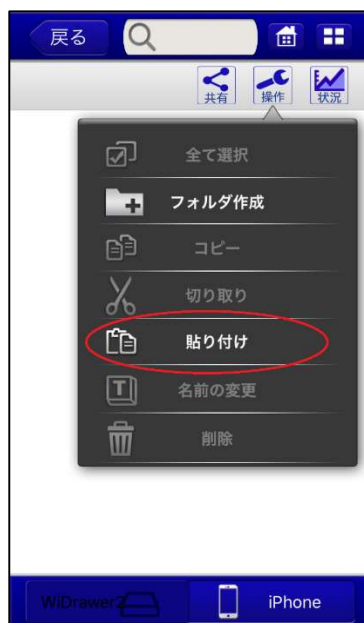 戻る
共有
操作
状況
全て選択
フォルダ作成
コピー
切り取り
貼り付け
T
名前の変更
削除
WiDrawer2
iPhone